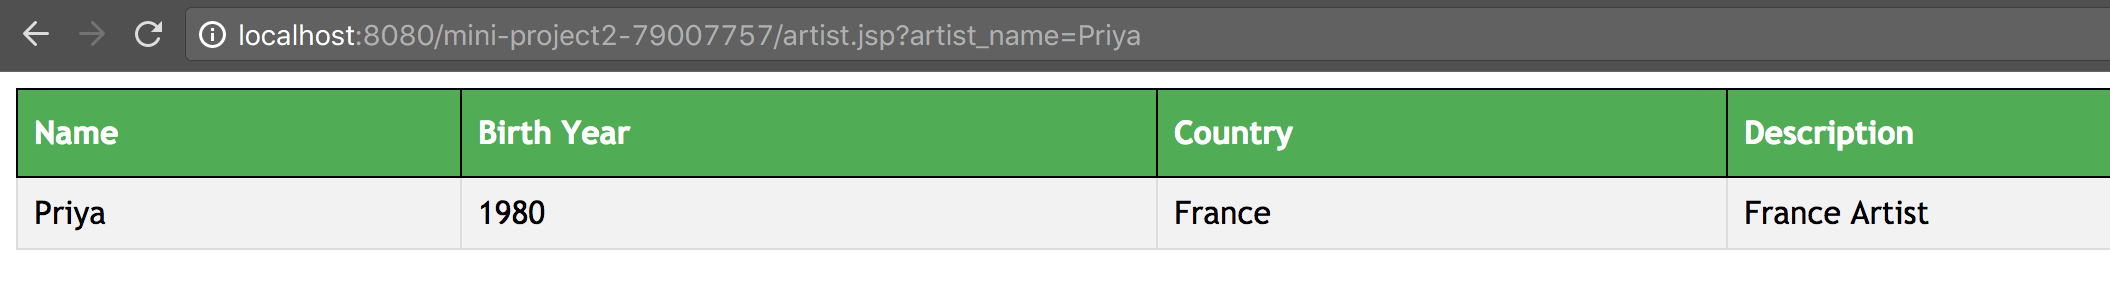 localhost:8080/mini-project2-79007757/artist.jsp?artist_name=Priya
Name Birth Year Country Description
Priya 1980 France France Artist